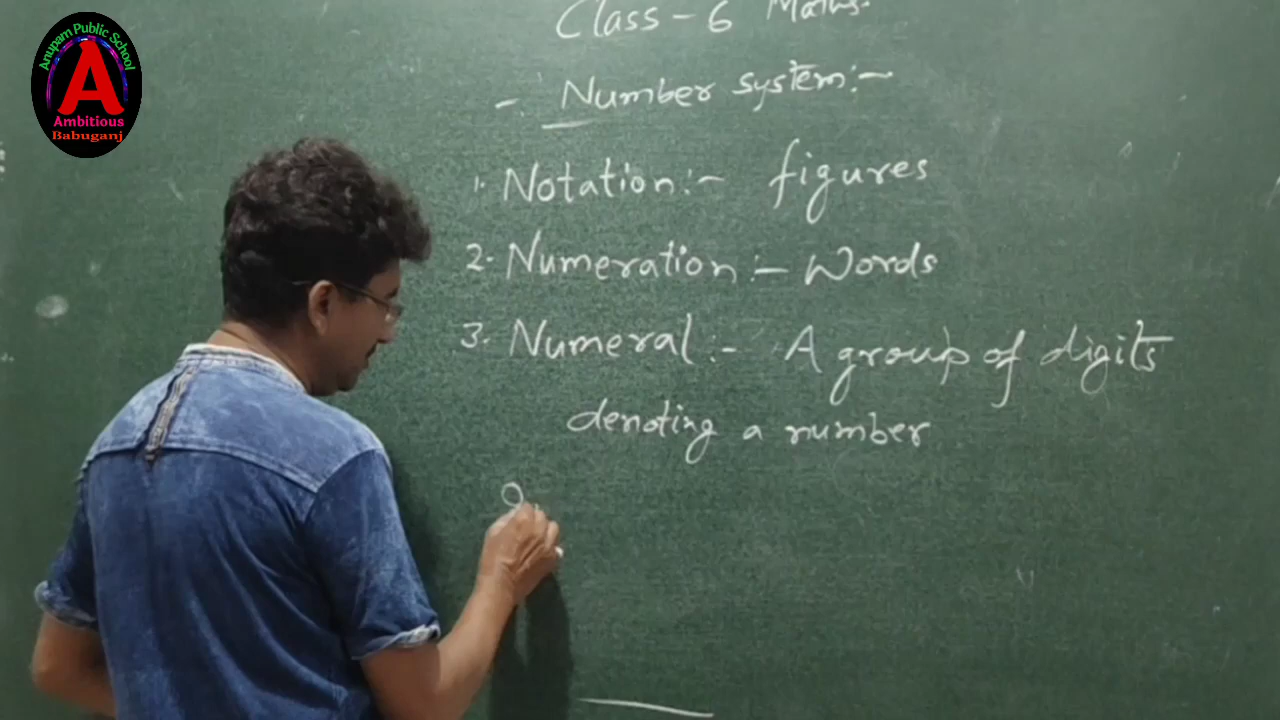 Anupam Public School
A
Ambitious
Babuganj
Class - 6 Maths.
- Number system:-
1. Notation:- figures
2. Numeration:- Words
3. Numeral:- A group of digits
denoting a number